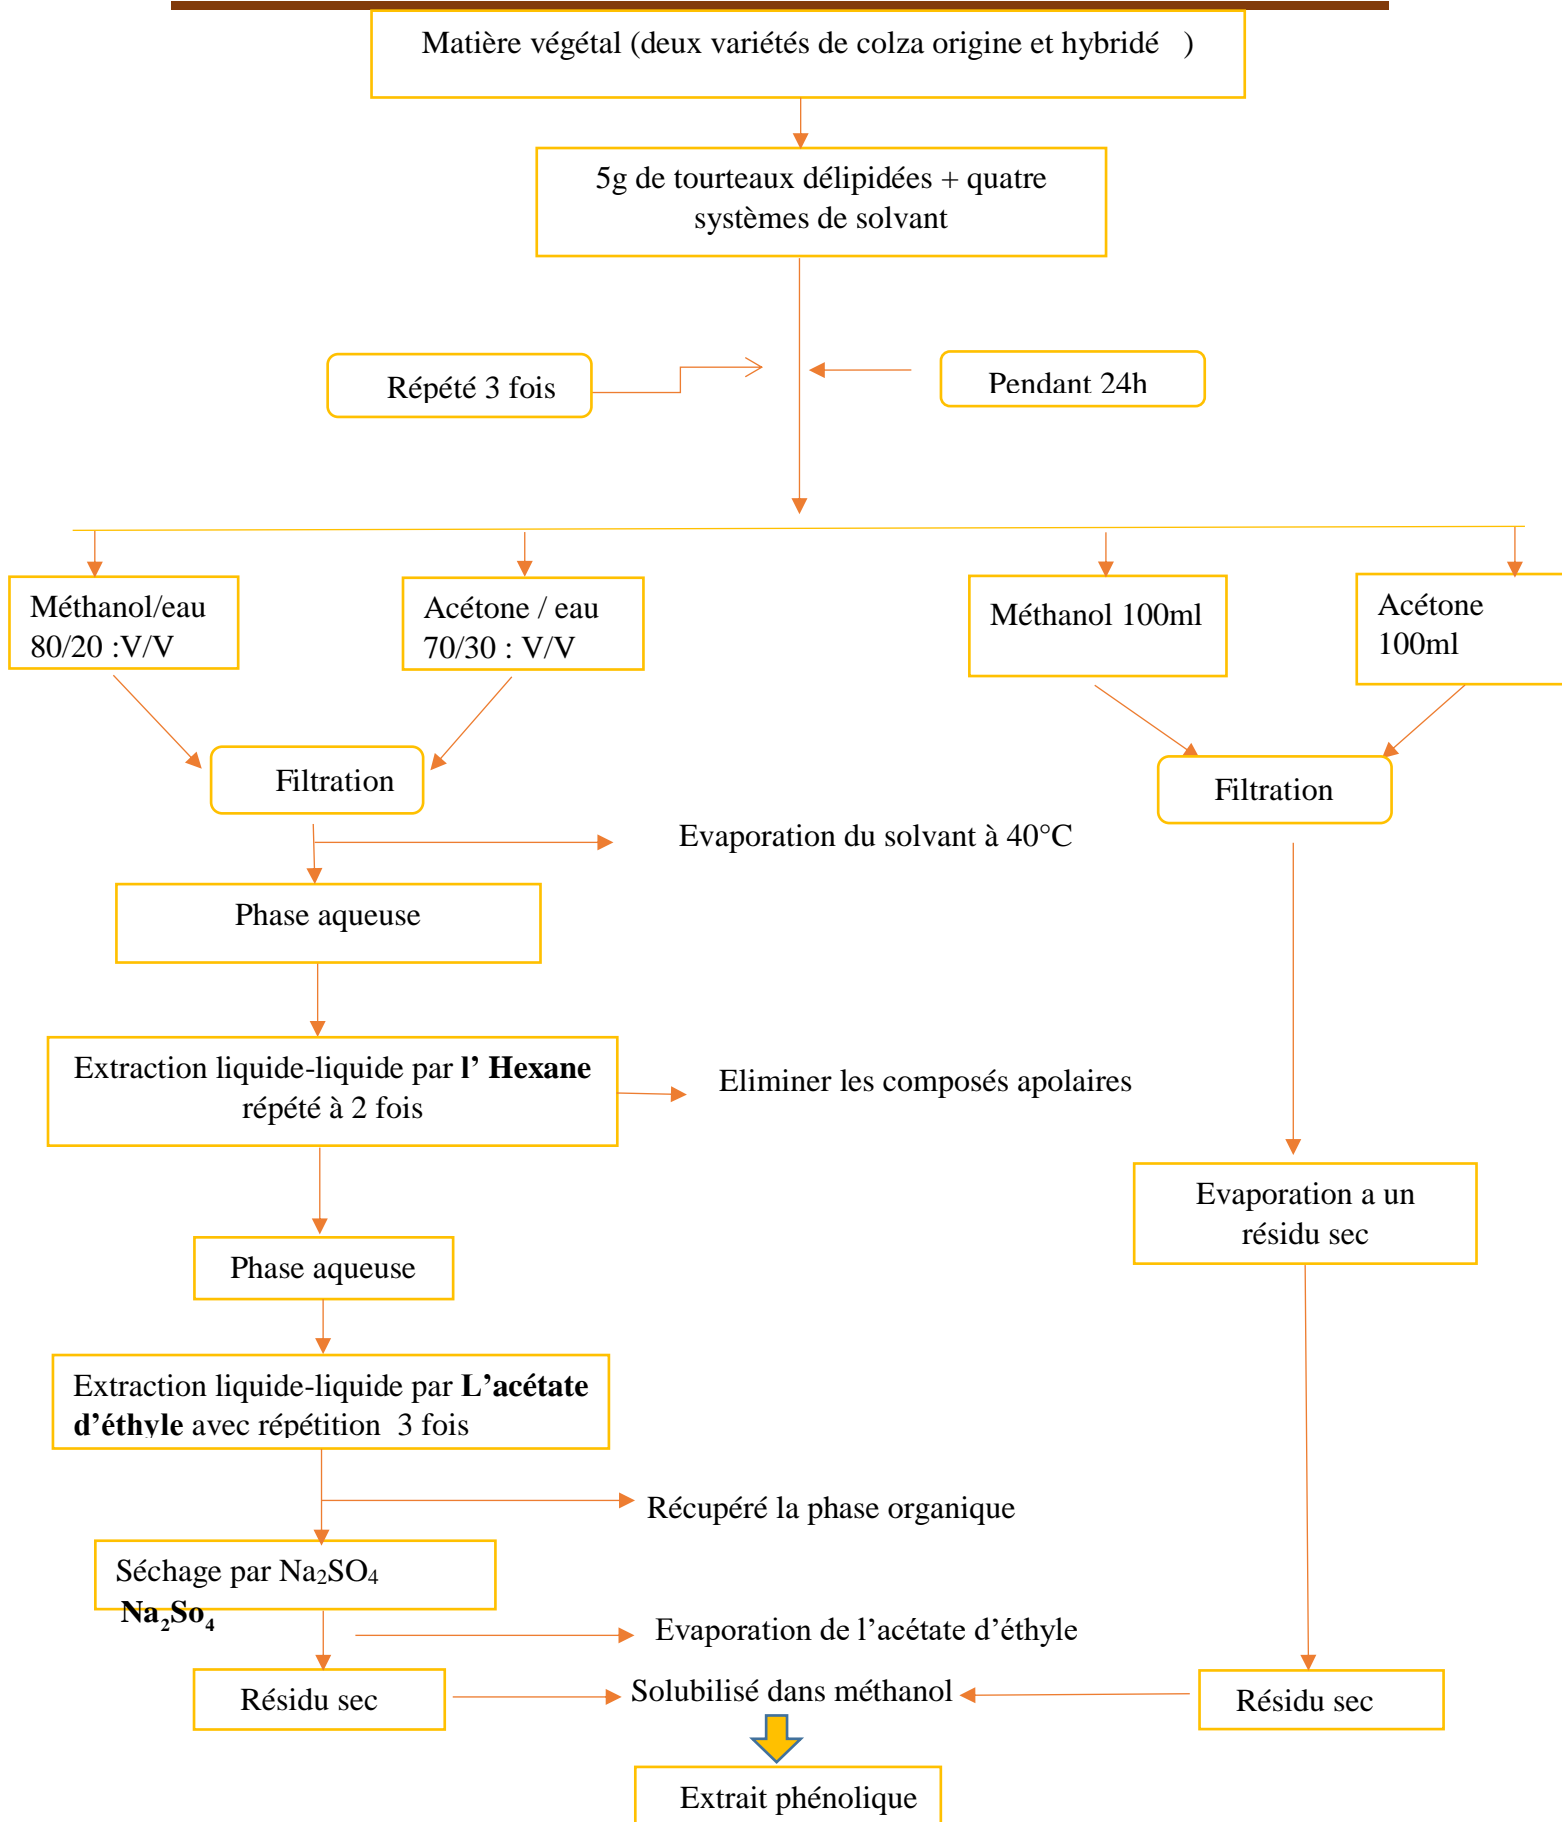 Matière végétal (deux variétés de colza origine et hybridé )
5g de tourteaux délipidées + quatre
systèmes de solvant
Répété 3 fois
Pendant 24h
Méthanol/eau
80/20 :V/V
Acétone / eau
70/30 : V/V
Méthanol 100ml
Acétone
100ml
Filtration
Filtration
Evaporation du solvant à 40°C
Phase aqueuse
Extraction liquide-liquide par l’ Hexane
répété à 2 fois
Eliminer les composés apolaires
Evaporation a un
résidu sec
Phase aqueuse
Extraction liquide-liquide par L’acétate
d’éthyle avec répétition 3 fois
Récupéré la phase organique
Séchage par Na₂SO₄
Na₂So₄
Evaporation de l’acétate d’éthyle
Résidu sec
Solubilisé dans méthanol
Résidu sec
Extrait phénolique